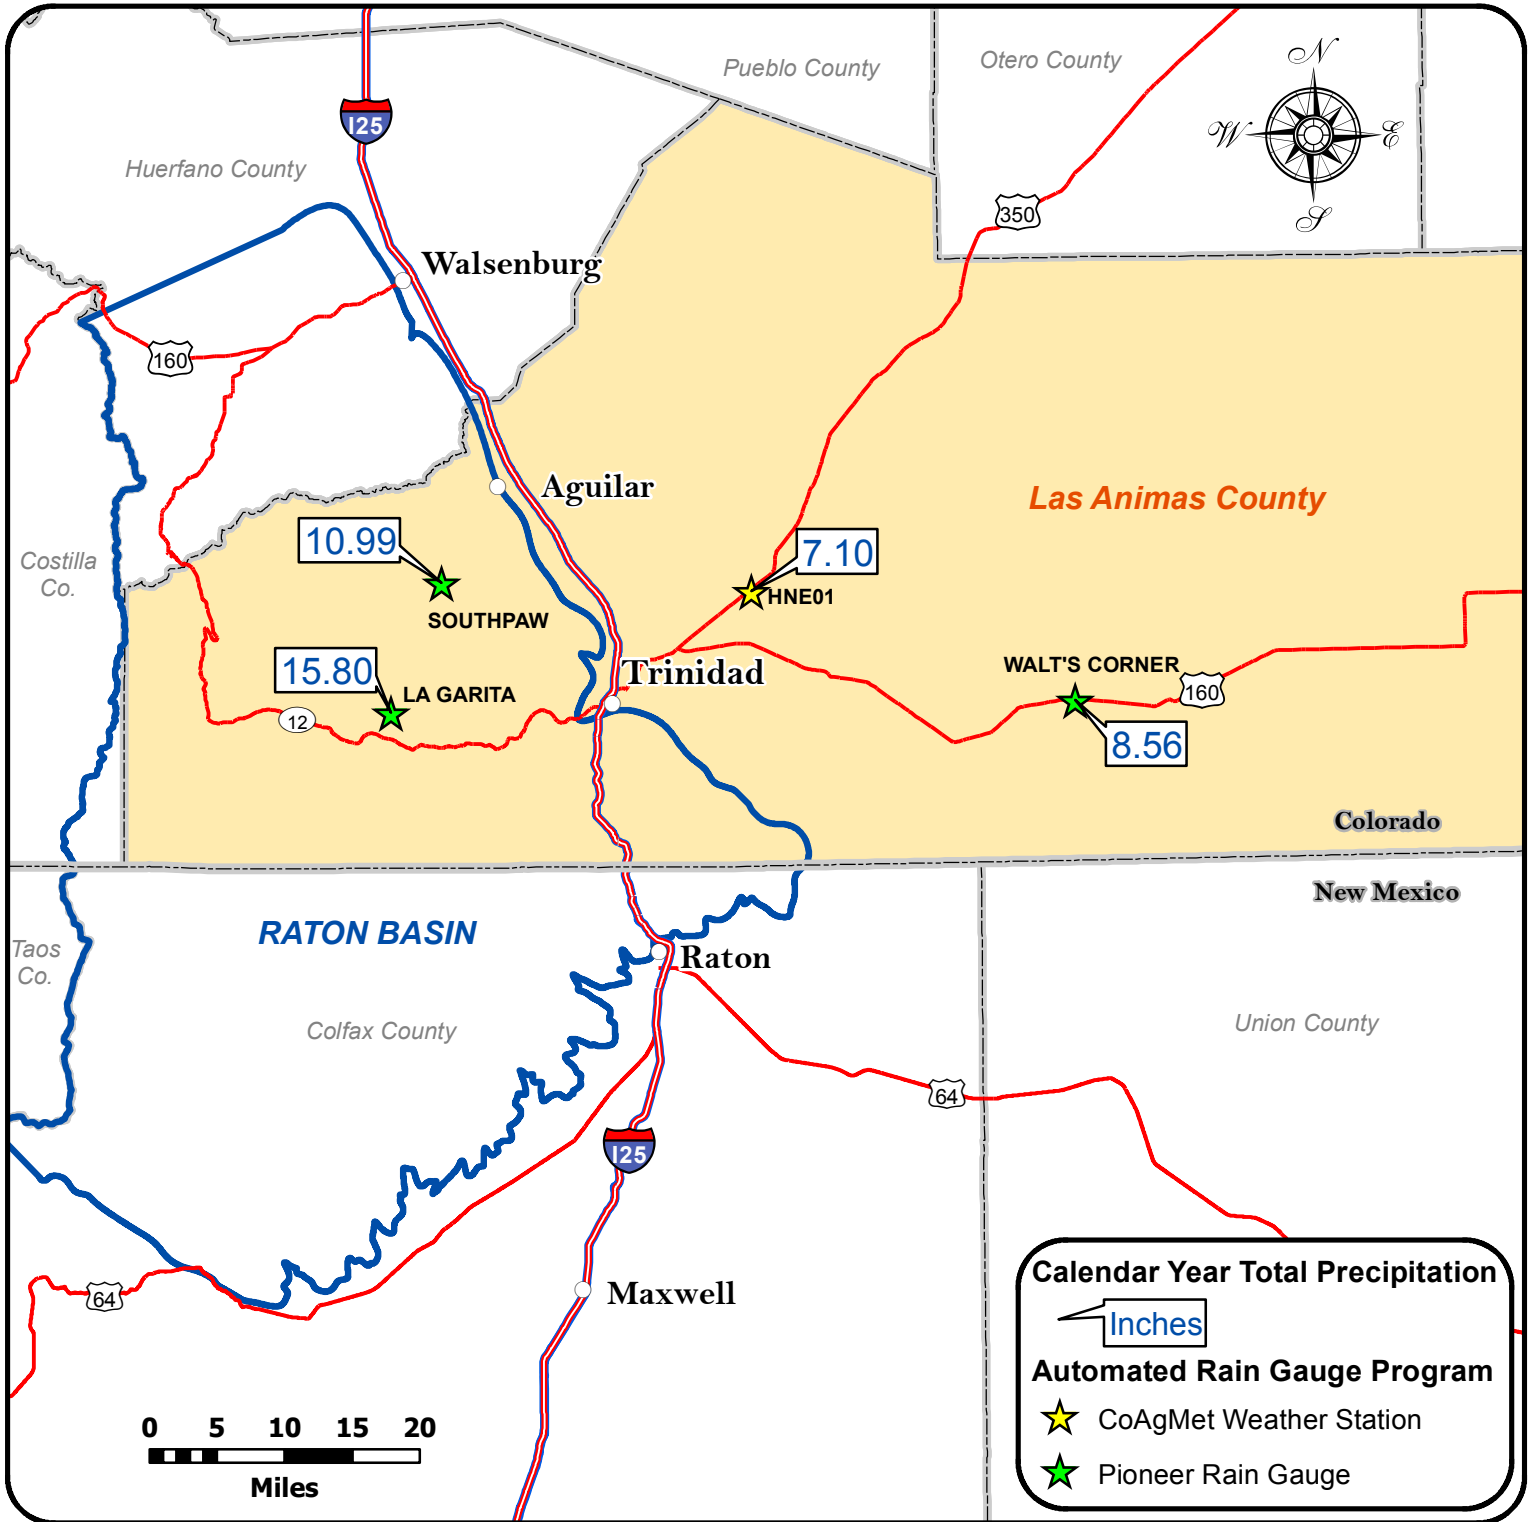 Pueblo County
Otero County
N
W
E
S
I25
Huerfano County
350
Walsenburg
160
Aguilar
Las Animas County
10.99
7.10
Costilla
Co.
HNE01
SOUTHPAW
15.80
LA GARITA
Trinidad
WALT'S CORNER
160
12
8.56
Colorado
New Mexico
RATON BASIN
Taos
Co.
Raton
Colfax County
Union County
64
I25
64
Maxwell
Calendar Year Total Precipitation
Inches
Automated Rain Gauge Program
CoAgMet Weather Station
Pioneer Rain Gauge
0 5 10 15 20
Miles